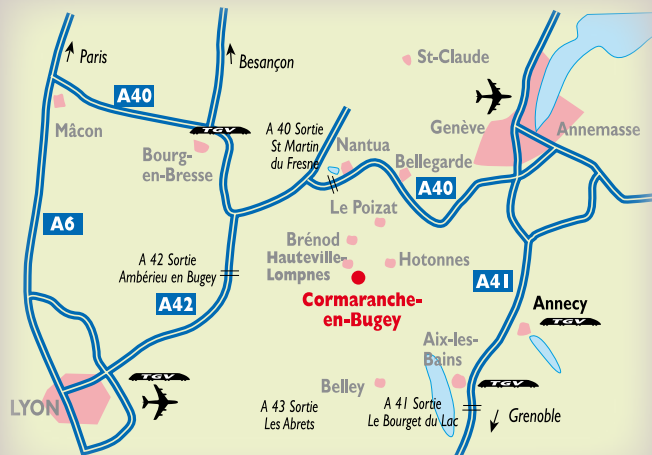 Paris
Besançon
St-Claude
A40
TGV
A 40 Sortie
St Martin
du Fresne
Mâcon
Bourg-
en-Bresse
Nantua
Genève
Annemasse
Bellegarde
A40
Le Poizat
A6
A 42 Sortie
Ambérieu en Bugey
Brénod
Hauteville-
Lompnes
Hotonnes
A42
Cormaranche-
en-Bugey
A41
Annecy
TGV
Aix-les-
Bains
TGV
TGV
Belley
LYON
A 43 Sortie
Les Abrets
A 41 Sortie
Le Bourget du Lac
Grenoble